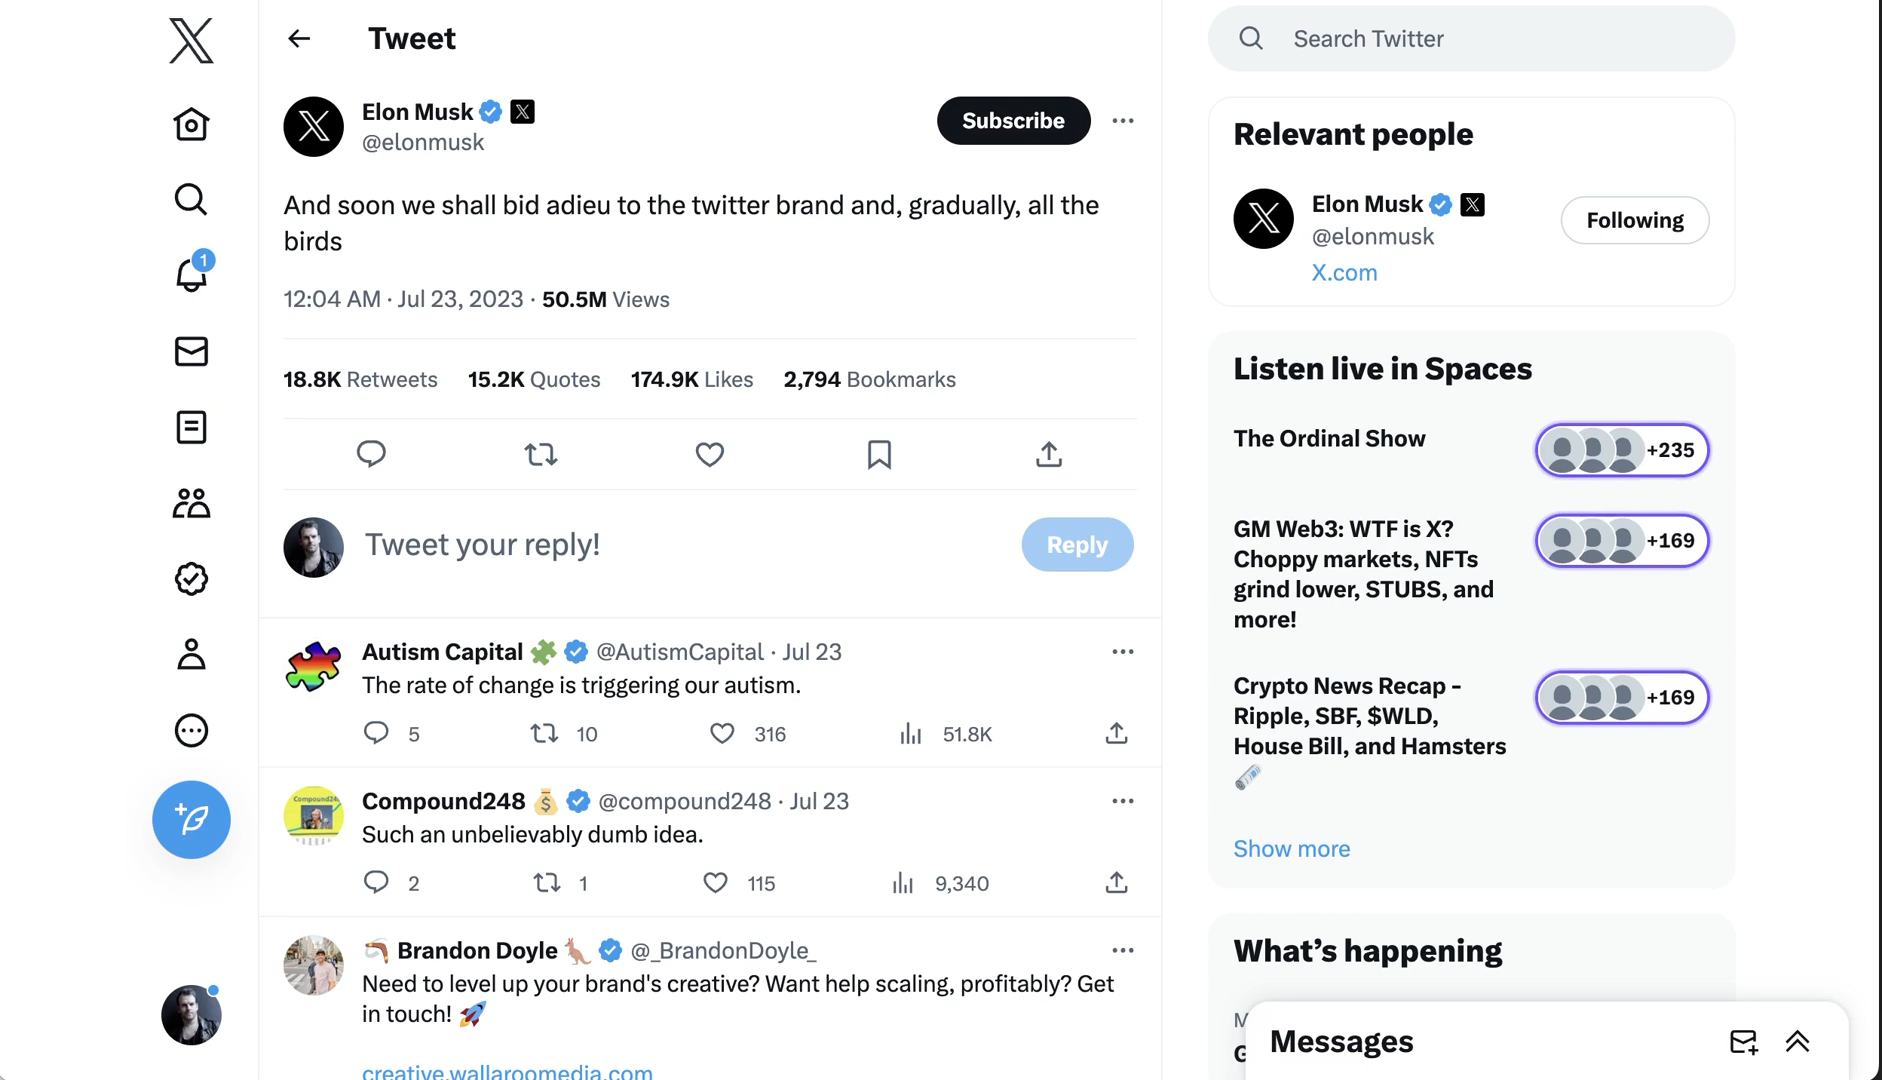 Tweet
Elon Musk
@elonmusk
Subscribe
And soon we shall bid adieu to the twitter brand and, gradually, all the
birds
12:04 AM · Jul 23, 2023 · 50.5M Views
18.8K Retweets 15.2K Quotes 174.9K Likes 2,794 Bookmarks
1
Tweet your reply!
Reply
Autism Capital @AutismCapital · Jul 23
The rate of change is triggering our autism.
5 10 316 51.8K
Compound248 @compound248 · Jul 23
Such an unbelievably dumb idea.
2 1 115 9,340
Brandon Doyle @_BrandonDoyle_
Need to level up your brand's creative? Want help scaling, profitably? Get
in touch!
creative.wallaroomedia.com
Search Twitter
Relevant people
Elon Musk
@elonmusk
Following
X.com
Listen live in Spaces
The Ordinal Show
+235
GM Web3: WTF is X?
Choppy markets, NFTs
grind lower, STUBS, and
more!
+169
Crypto News Recap -
Ripple, SBF, $WLD,
House Bill, and Hamsters
+169
Show more
What’s happening
Messages